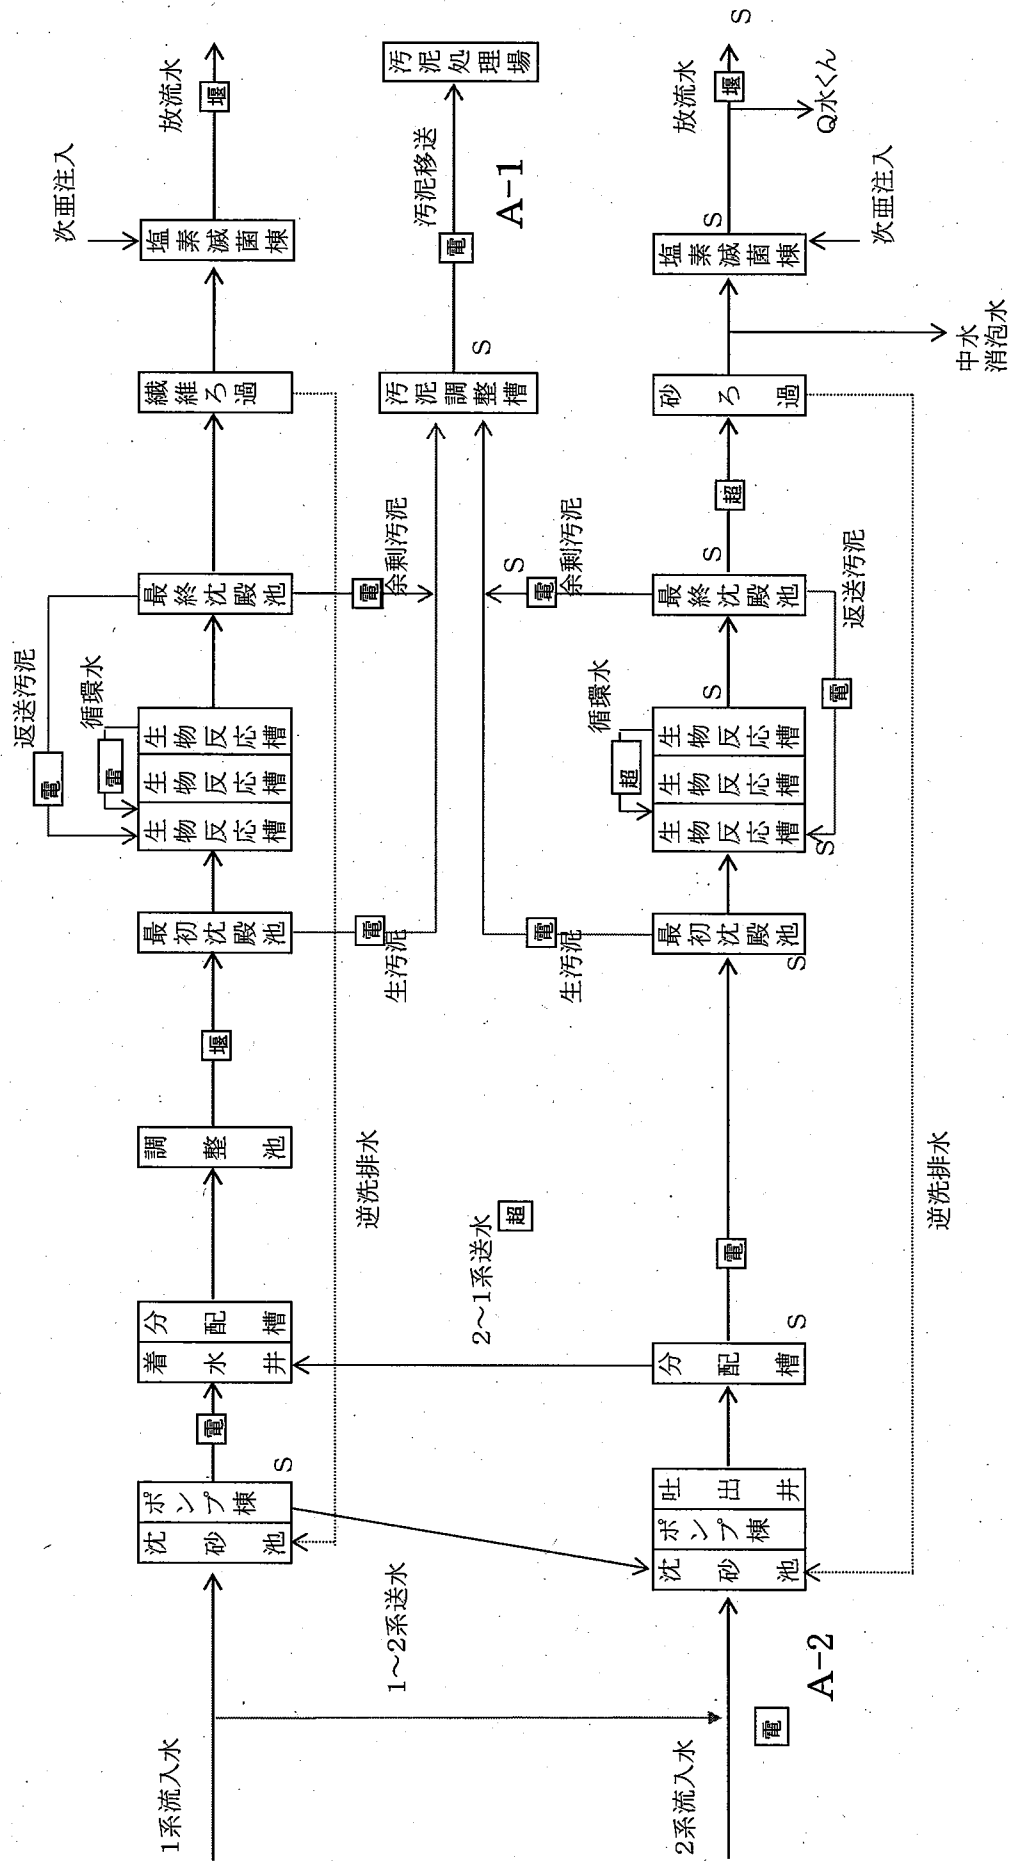 1系流入水
沈砂池
ポンプ棟
S
電
着水井
分配槽
調整池
堰
最初沈殿池
生物反応槽
生物反応槽
生物反応槽
電
循環水
電
返送汚泥
最終沈殿池
繊維ろ過
塩素滅菌棟
次亜注入
堰
放流水
1～2系送水
逆洗排水
2～1系送水
超
電
生汚泥
電
余剰汚泥
汚泥調整槽
S
電
汚泥移送
汚泥処理場
A-1
電
生汚泥
電
余剰汚泥
S
2系流入水
電
A-2
沈砂池
ポンプ棟
吐出井
分配槽
S
電
最初沈殿池
S
生物反応槽
生物反応槽
生物反応槽
S
S
超
循環水
電
返送汚泥
最終沈殿池
S
超
砂ろ過
中水
消泡水
塩素滅菌棟
S
次亜注入
Q水くん
堰
放流水
S
逆洗排水